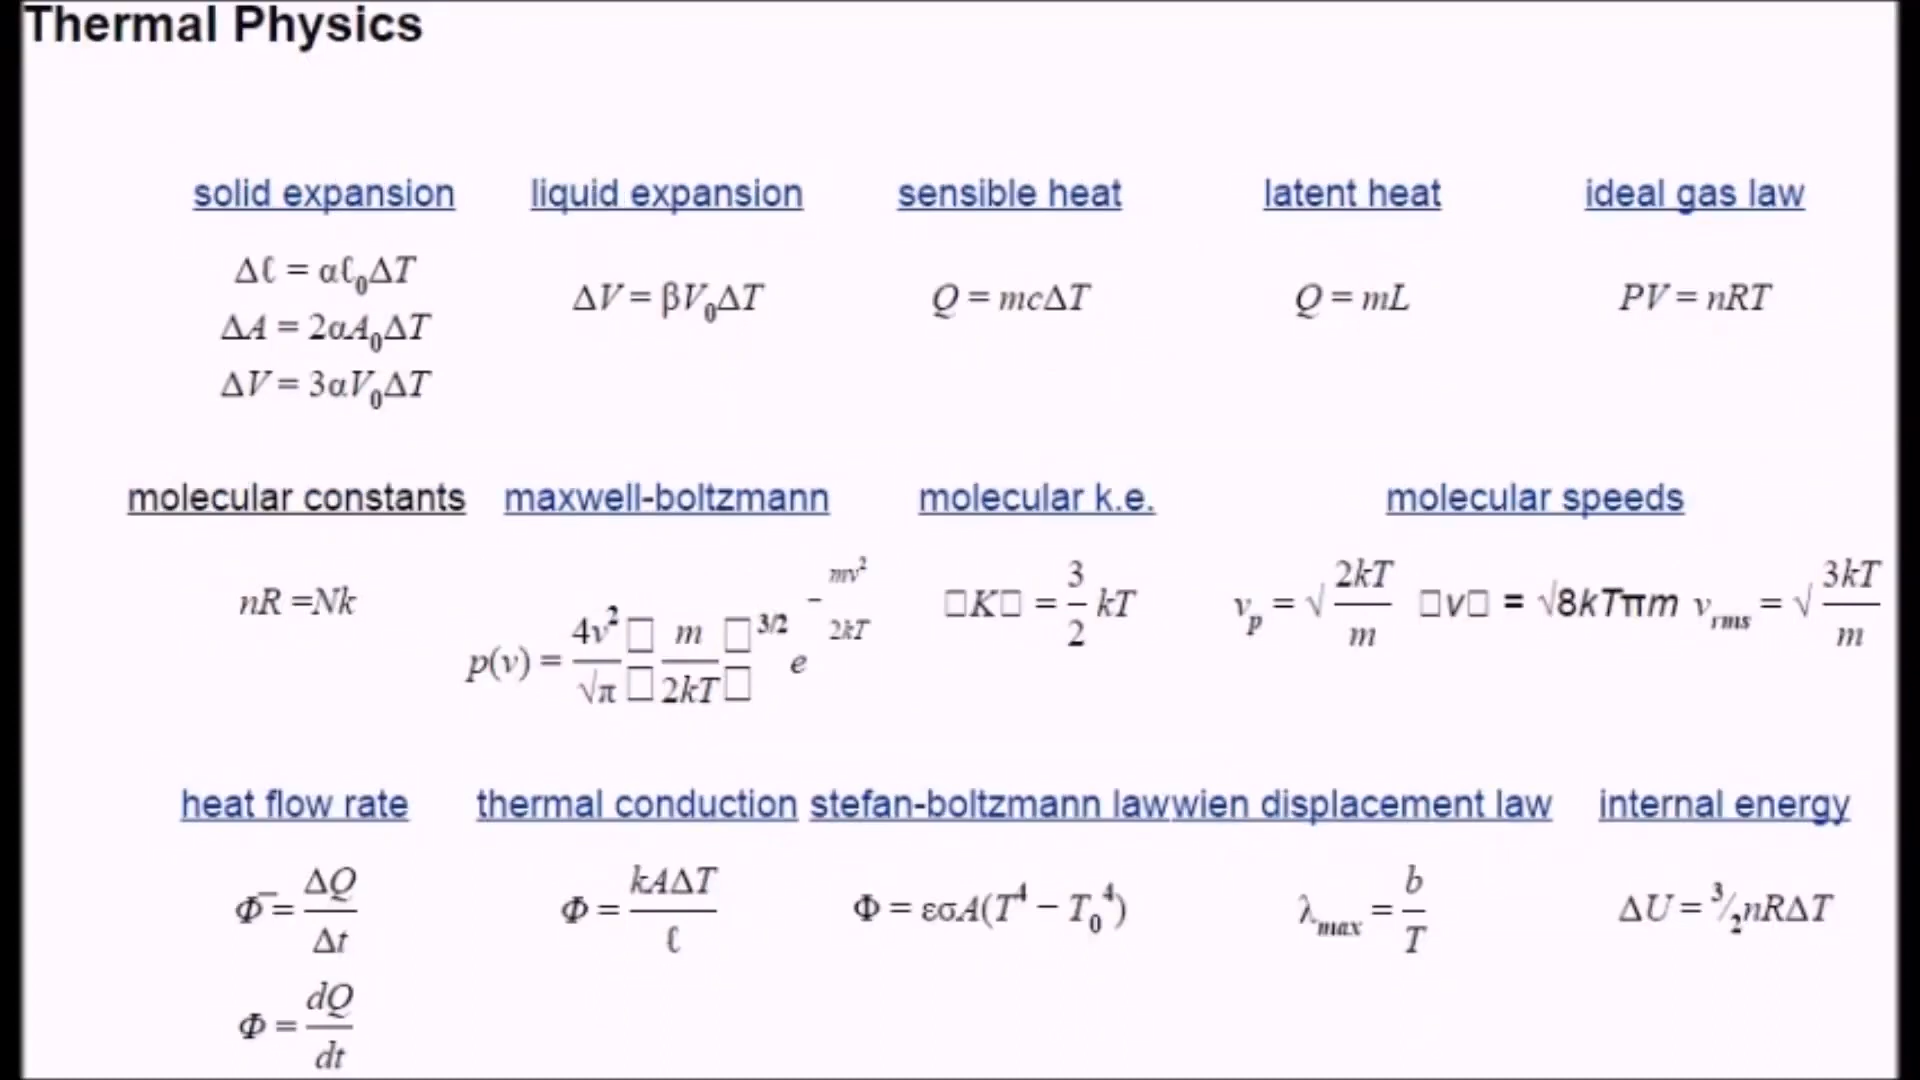 Thermal Physics
solid expansion
Δℓ = αℓ₀ΔT
ΔA = 2αA₀ΔT
ΔV = 3αV₀ΔT
liquid expansion
ΔV = βV₀ΔT
sensible heat
Q = mcΔT
latent heat
Q = mL
ideal gas law
PV = nRT
molecular constants
nR =Nk
maxwell-boltzmann
p(v) = 4v²/√π □ m/2kT □^3/2 e^− mv²/2kT
molecular k.e.
□K□ = 3/2 kT
molecular speeds
vₚ = √ 2kT/m □v□ = √8kTπm v_rms = √ 3kT/m
heat flow rate
Φ̅ = ΔQ/Δt
Φ = dQ/dt
thermal conduction
Φ = kAΔT/ℓ
stefan-boltzmann law
Φ = εσA(T⁴ − T₀⁴)
wien displacement law
λ_max = b/T
internal energy
ΔU = ³⁄₂nRΔT